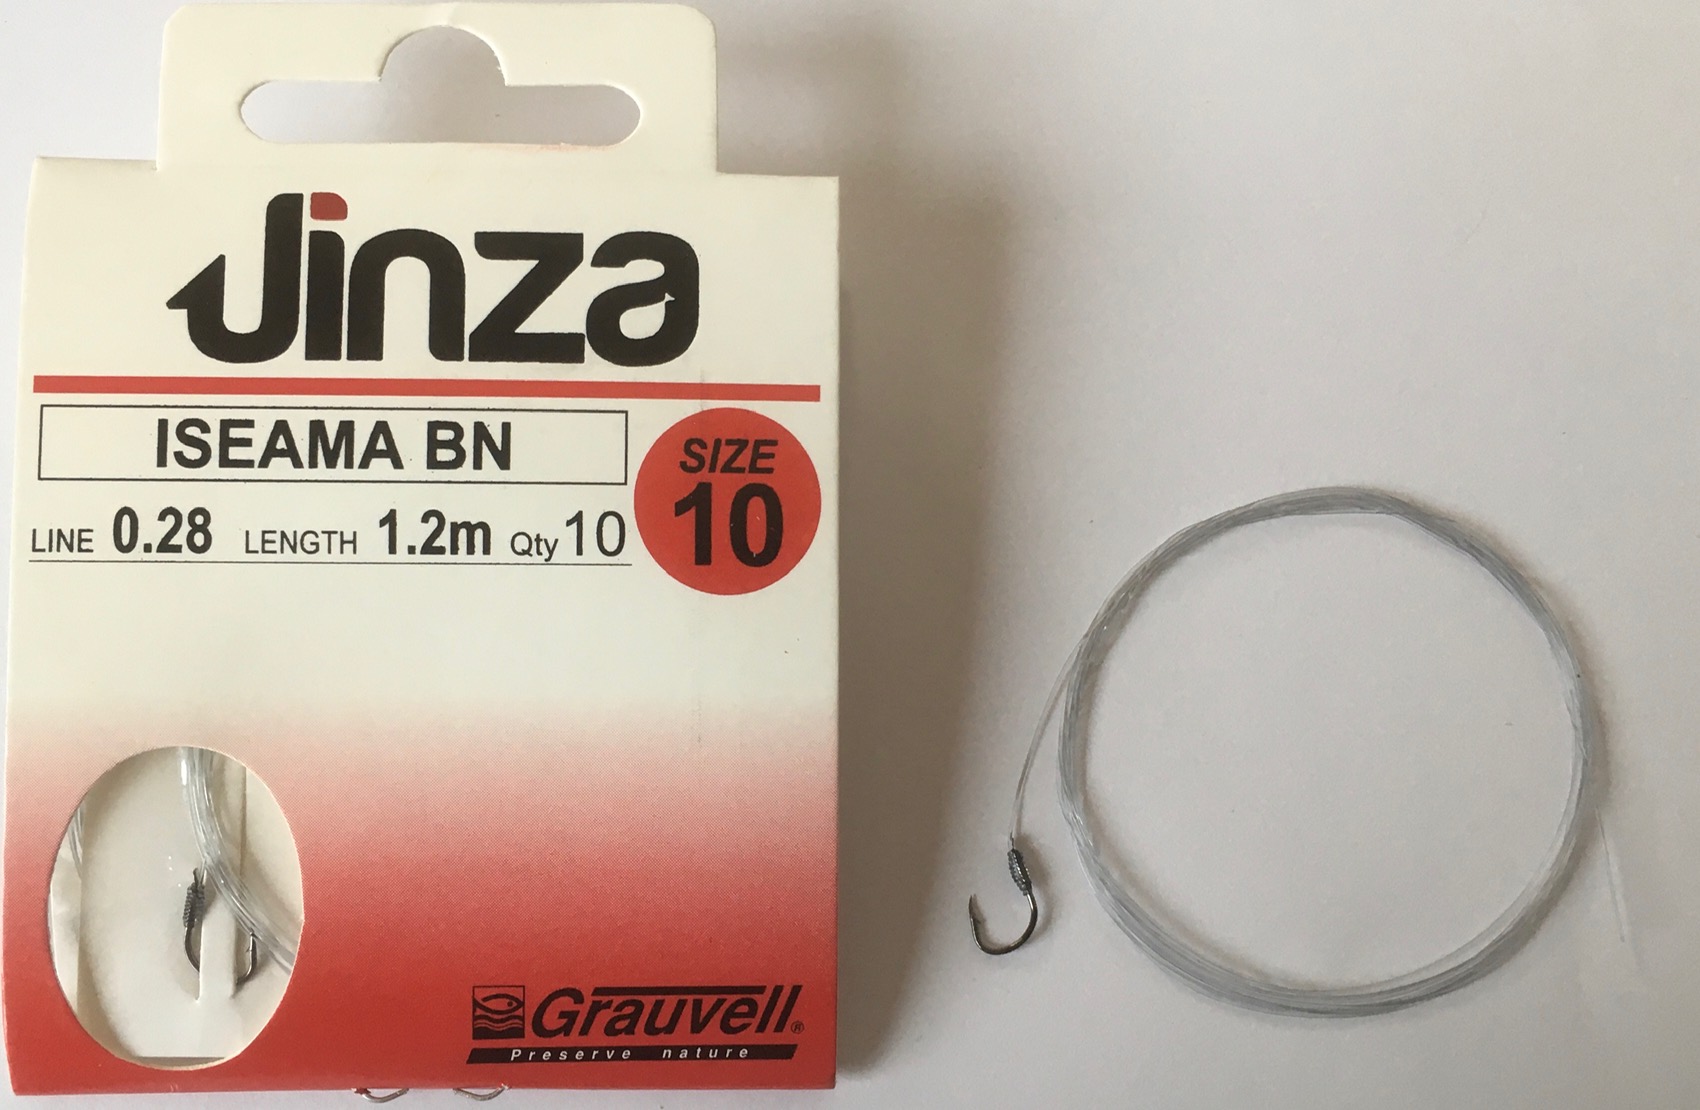 Jinza
ISEAMA BN
SIZE
10
LINE 0.28 LENGTH 1.2m Qty 10
Grauvell®
Preserve nature